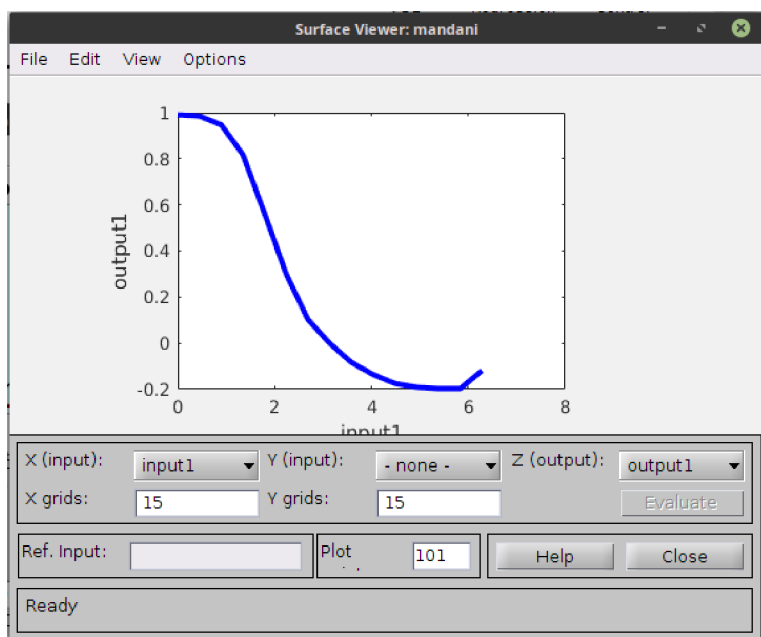 Surface Viewer: mandani
File Edit View Options
1
0.8
0.6
0.4
0.2
0
-0.2
output1
0 2 4 6 8
input1
X (input): input1 Y (input): - none - Z (output): output1
X grids: 15 Y grids: 15 Evaluate
Ref. Input: Plot 101 Help Close
Ready